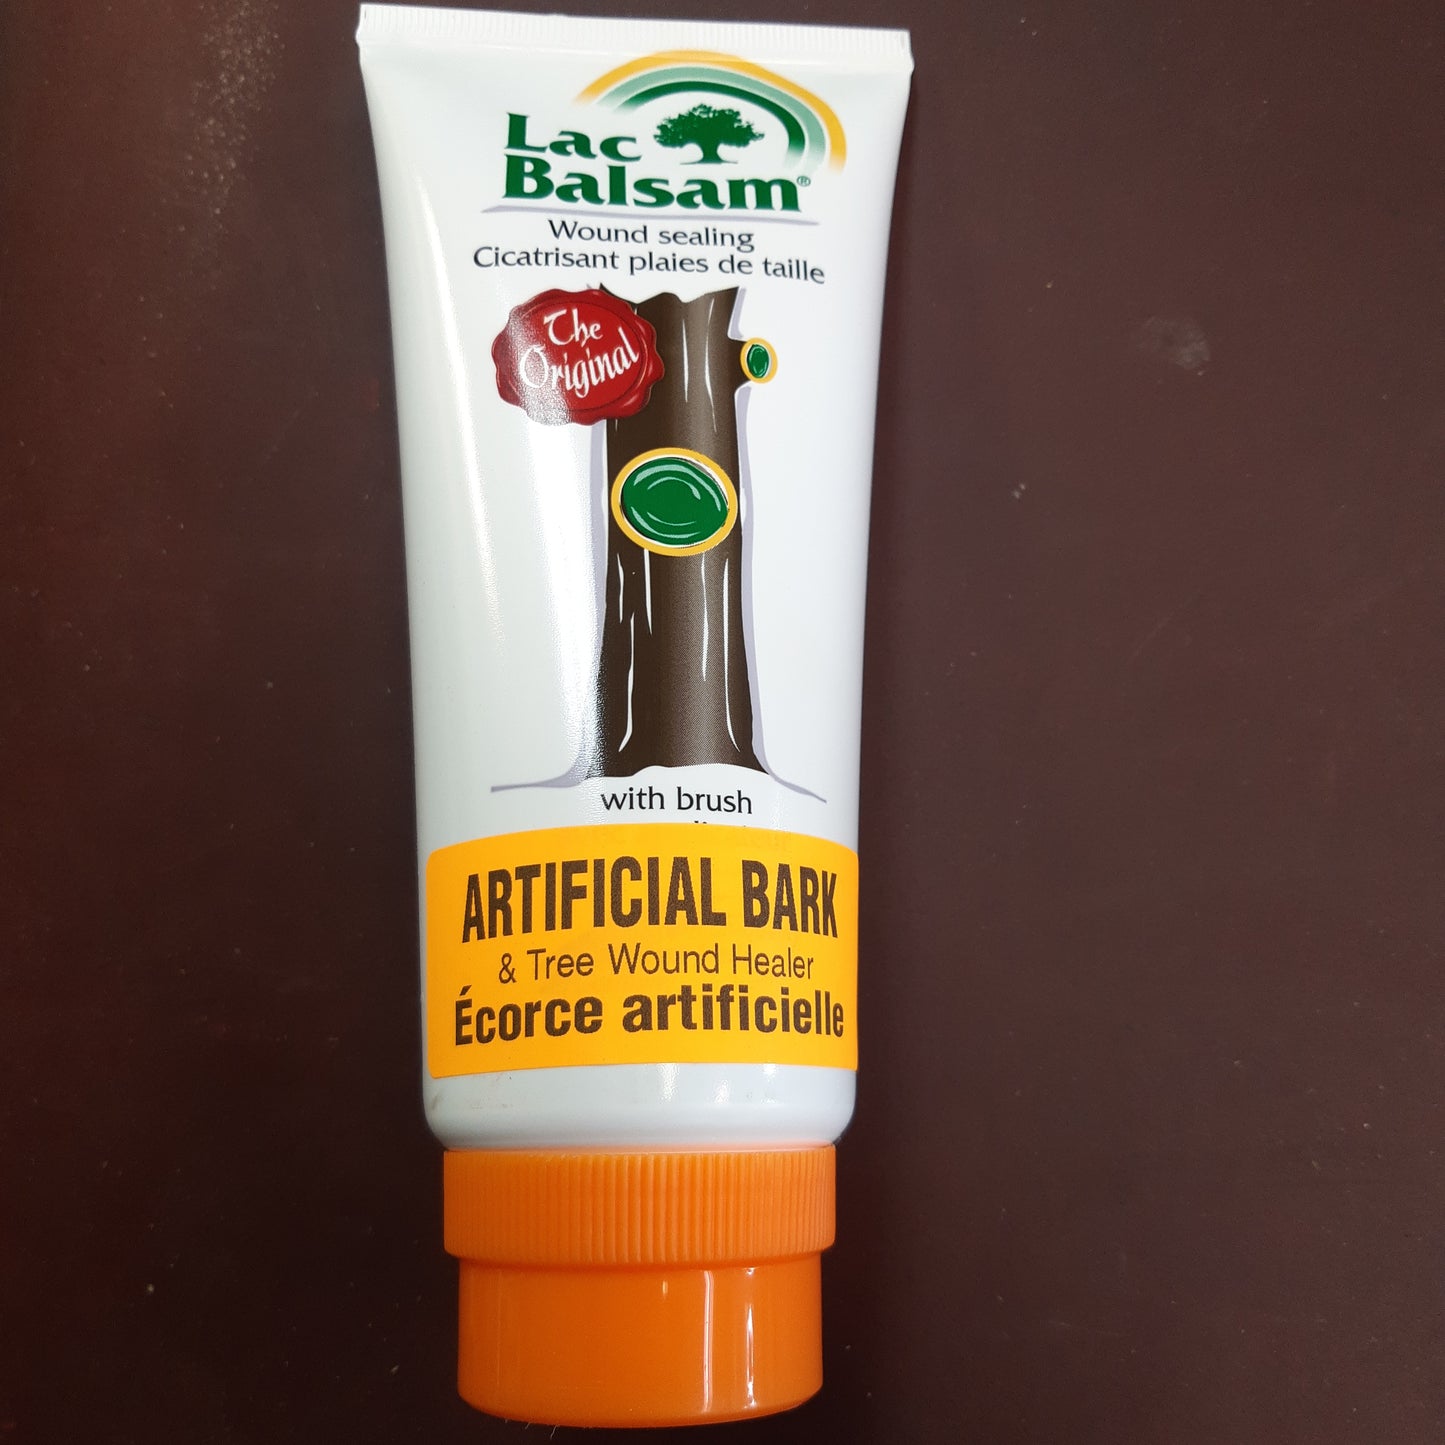 Lac
Balsam®
Wound sealing
Cicatrisant plaies de taille
The
Original
with brush
ARTIFICIAL BARK
& Tree Wound Healer
Écorce artificielle